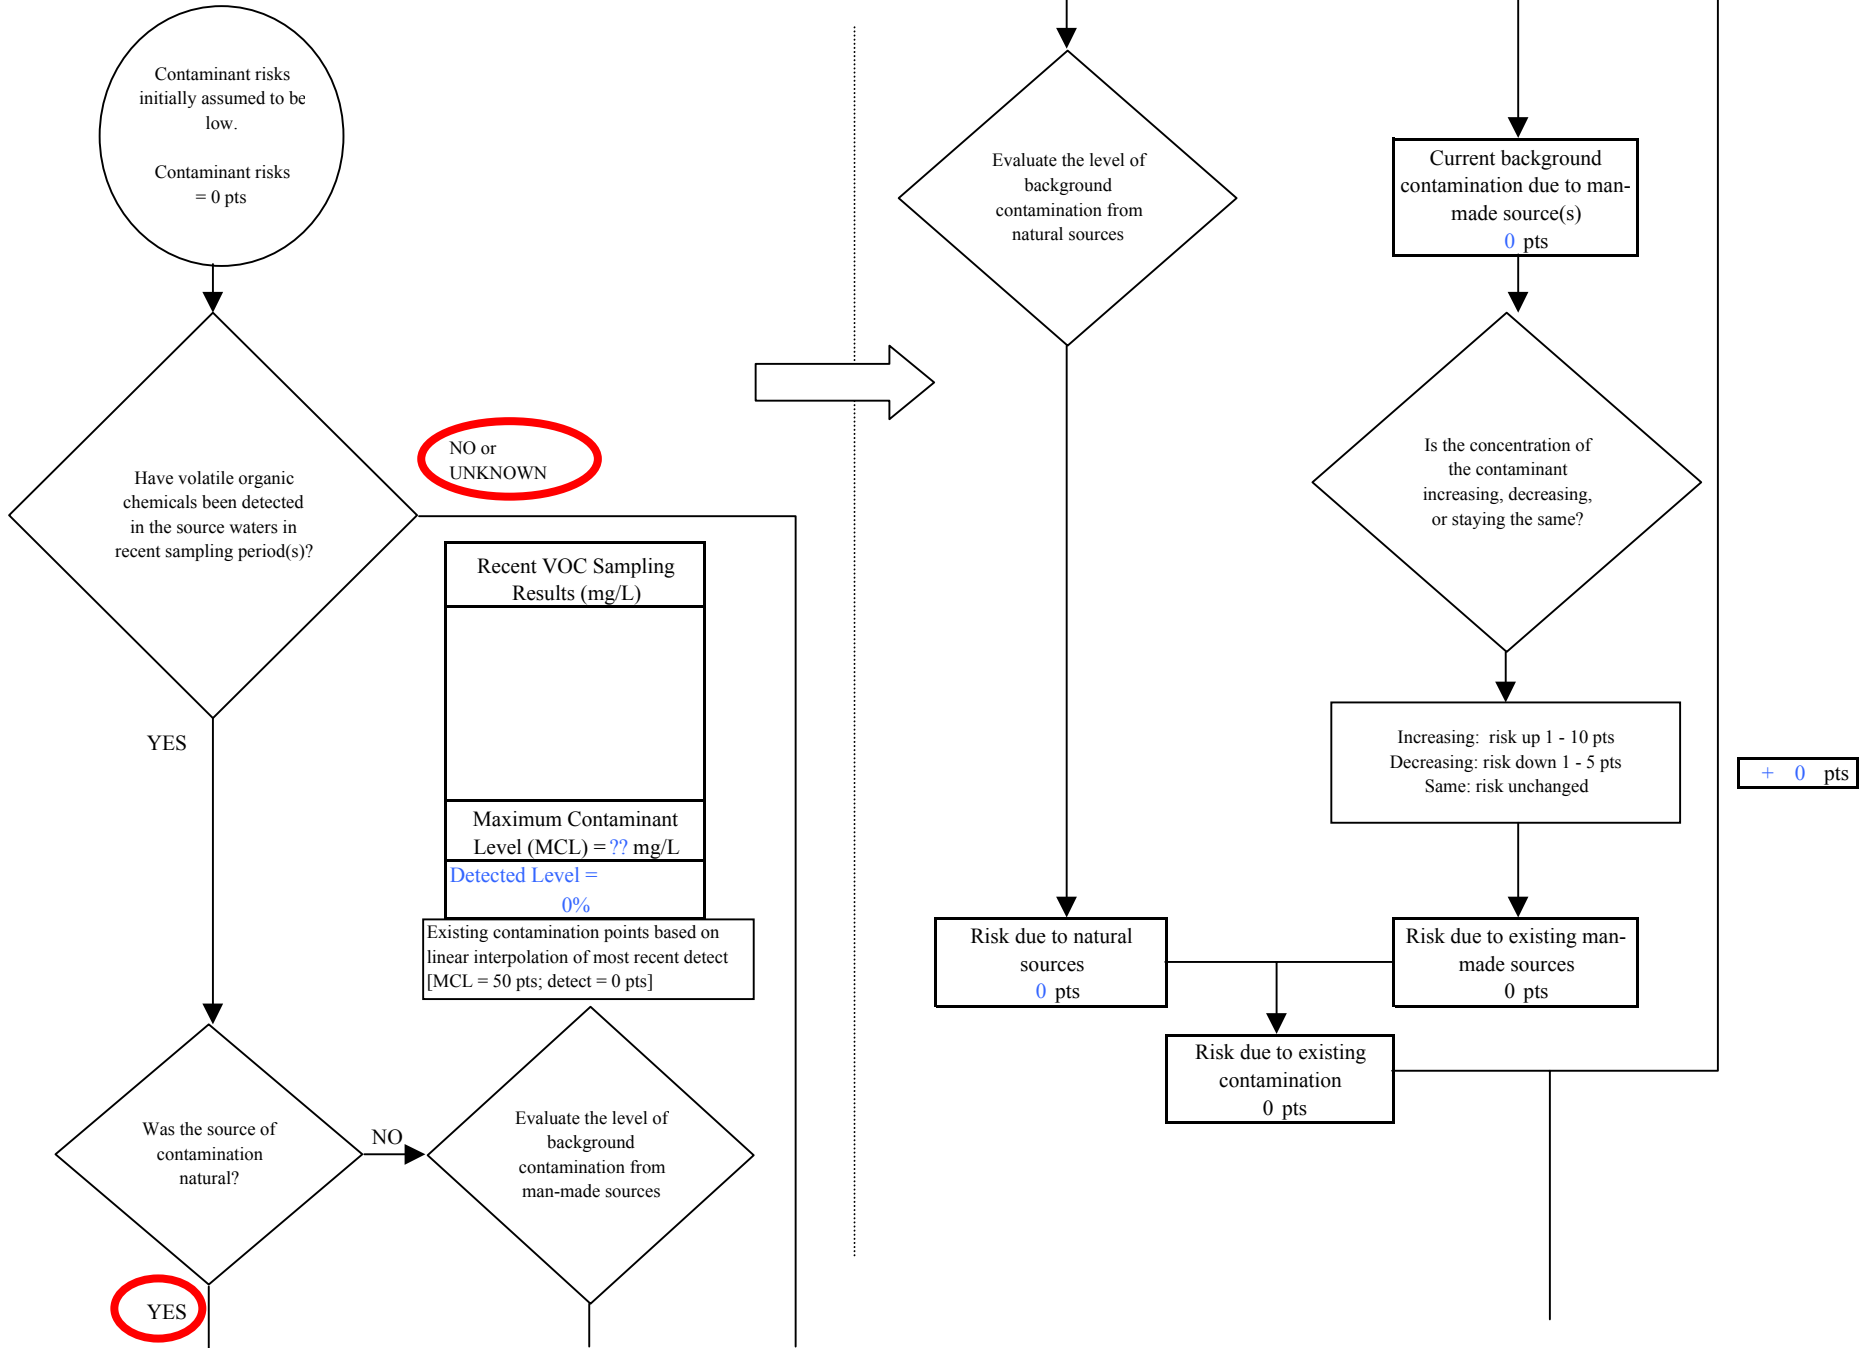 Contaminant risks
initially assumed to be
low.
Contaminant risks
= 0 pts
Have volatile organic
chemicals been detected
in the source waters in
recent sampling period(s)?
NO or
UNKNOWN
YES
Recent VOC Sampling
Results (mg/L)
Maximum Contaminant
Level (MCL) = ?? mg/L
Detected Level =
0%
Existing contamination points based on
linear interpolation of most recent detect
[MCL = 50 pts; detect = 0 pts]
Was the source of
contamination
natural?
NO
Evaluate the level of
background
contamination from
man-made sources
YES
Evaluate the level of
background
contamination from
natural sources
Current background
contamination due to man-
made source(s)
0 pts
Is the concentration of
the contaminant
increasing, decreasing,
or staying the same?
Increasing: risk up 1 - 10 pts
Decreasing: risk down 1 - 5 pts
Same: risk unchanged
+ 0 pts
Risk due to natural
sources
0 pts
Risk due to existing man-
made sources
0 pts
Risk due to existing
contamination
0 pts